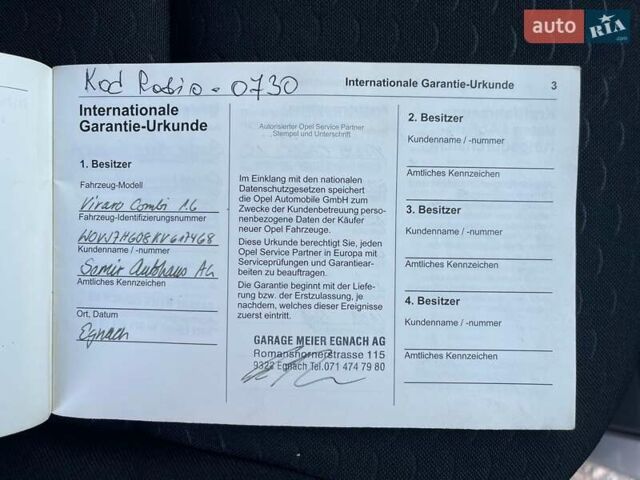 auto RIA.com
Kod Radio - 0730
Internationale Garantie-Urkunde 3
Internationale
Garantie-Urkunde
1. Besitzer
Fahrzeug-Modell
Vivaro Combi 1.6
Fahrzeug-Identifizierungsnummer
Kundenname / -nummer
Samir Autohaus AG
Amtliches Kennzeichen
Ort, Datum
Egnach
Autorisierter Opel Service Partner
Stempel und Unterschrift
Im Einklang mit den nationalen
Datenschutzgesetzen speichert
die Opel Automobile GmbH zum
Zwecke der Kundenbetreuung perso-
nenbezogene Daten der Käufer
neuer Opel Fahrzeuge.
Diese Urkunde berechtigt Sie, jeden
Opel Service Partner in Europa mit
Serviceprüfungen und Garantiear-
beiten zu beauftragen.
Die Garantie beginnt mit der Liefe-
rung bzw. der Erstzulassung, je
nachdem, welches dieser Ereignisse
zuerst eintritt.
GARAGE MEIER EGNACH AG
Romanshornerstrasse 115
9322 Egnach Tel.071 474 79 80
2. Besitzer
Kundenname / -nummer
Amtliches Kennzeichen
3. Besitzer
Kundenname / -nummer
Amtliches Kennzeichen
4. Besitzer
Kundenname / -nummer
Amtliches Kennzeichen